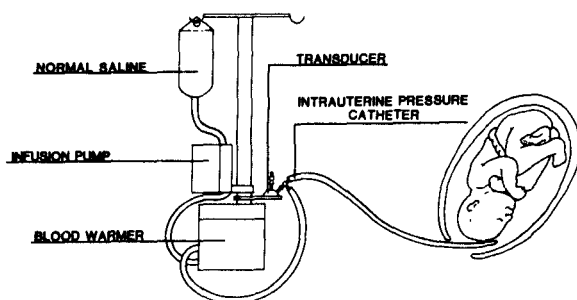 NORMAL SALINE
TRANSDUCER
INTRAUTERINE PRESSURE
CATHETER
INFUSION PUMP
BLOOD WARMER